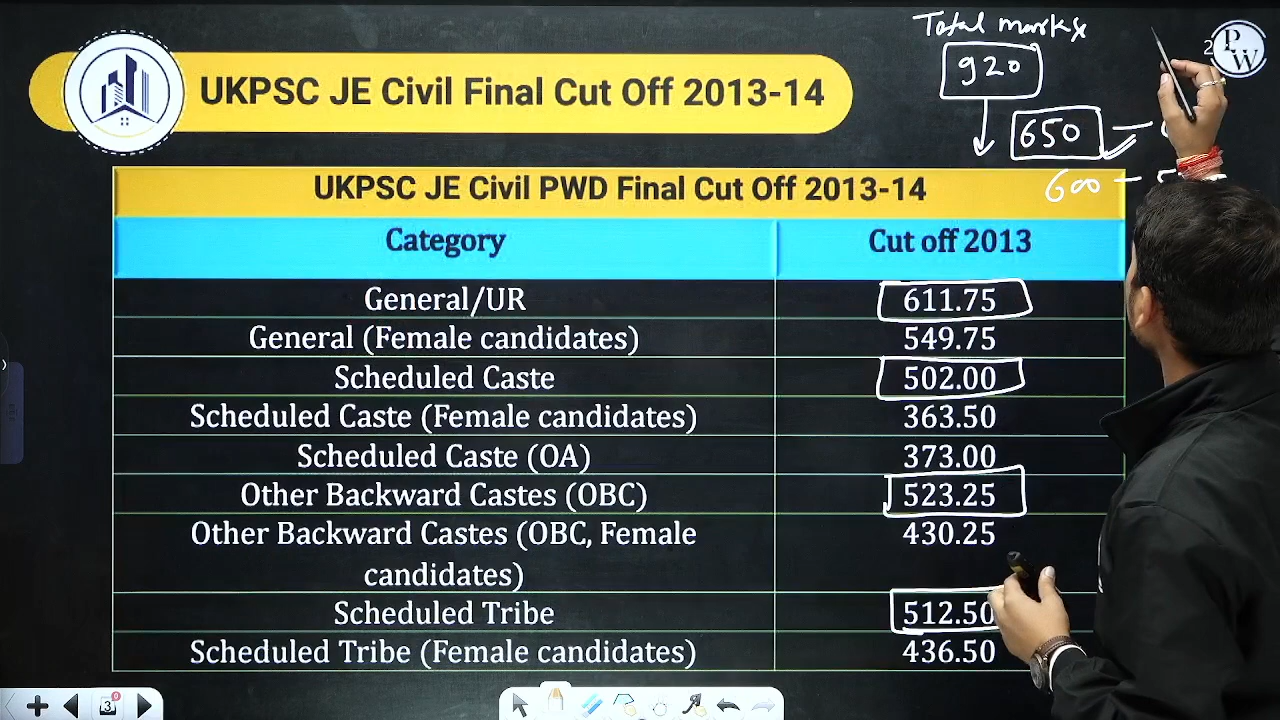 Total marks
920
PW
UKPSC JE Civil Final Cut Off 2013-14
650 –
600 –
UKPSC JE Civil PWD Final Cut Off 2013-14
Category Cut off 2013
General/UR 611.75
General (Female candidates) 549.75
Scheduled Caste 502.00
Scheduled Caste (Female candidates) 363.50
Scheduled Caste (OA) 373.00
Other Backward Castes (OBC) 523.25
Other Backward Castes (OBC, Female 430.25
candidates)
Scheduled Tribe 512.50
Scheduled Tribe (Female candidates) 436.50
3